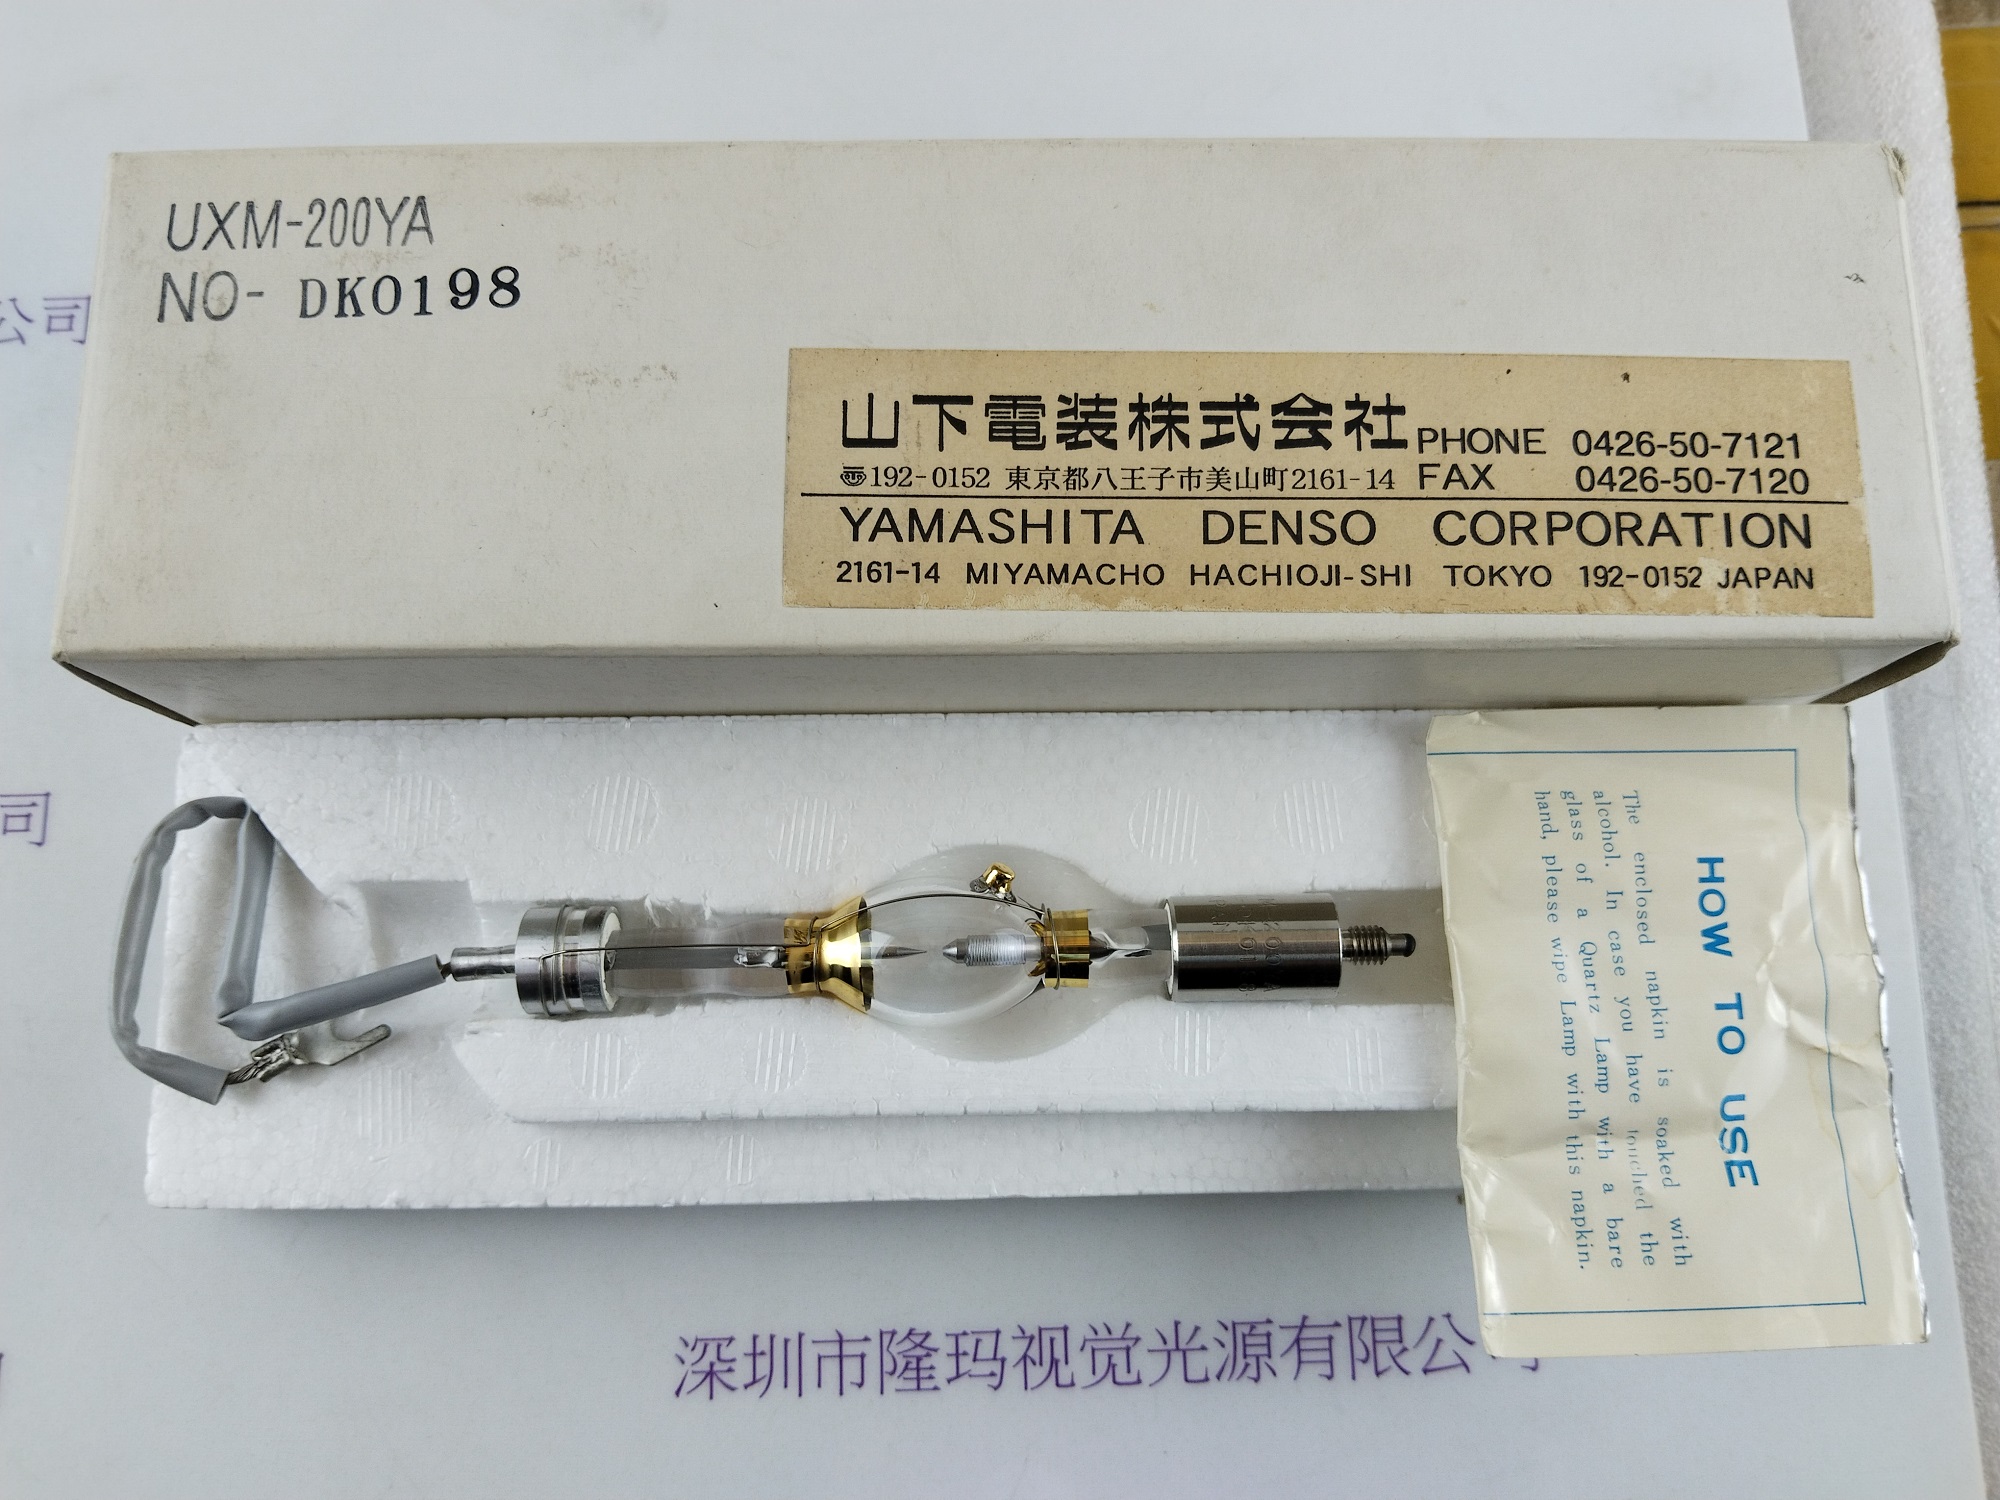 UXM-200YA
NO- DK0198
山下電装株式会社 PHONE 0426-50-7121
〠192-0152 東京都八王子市美山町2161-14 FAX 0426-50-7120
YAMASHITA DENSO CORPORATION
2161-14 MIYAMACHO HACHIOJI-SHI TOKYO 192-0152 JAPAN
公司
司
HOW TO USE
The enclosed napkin is soaked with
alcohol. In case you have touched the
glass of a Quartz Lamp with a bare
hand, please wipe Lamp with this napkin.
深圳市隆玛视觉光源有限公司